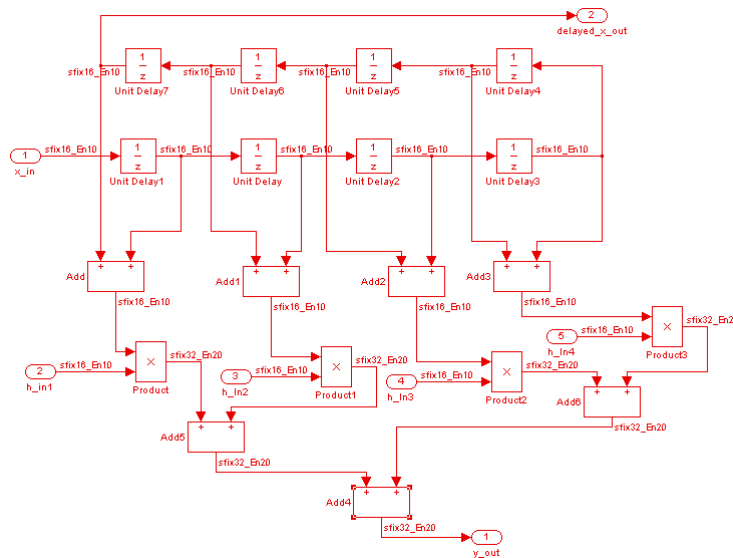 2
delayed_x_out
1
z
1
z
1
z
1
z
sfix16_En10
sfix16_En10
sfix16_En10
sfix16_En10
Unit Delay7
Unit Delay6
Unit Delay5
Unit Delay4
1
sfix16_En10
1
z
sfix16_En10
1
z
sfix16_En10
1
z
sfix16_En10
1
z
sfix16_En10
x_in
Unit Delay1
Unit Delay
Unit Delay2
Unit Delay3
Add
+ +
Add1
+ +
Add2
+ +
Add3
+ +
sfix16_En10
sfix16_En10
sfix16_En10
sfix16_En10
×
sfix32_En2
5
sfix16_En10
h_In4
Product3
2
sfix16_En10
h_in1
×
sfix32_En20
Product
3
sfix16_En10
h_In2
×
sfix32_En20
Product1
4
sfix16_En10
h_In3
×
sfix32_En20
Product2
Add6
+ +
sfix32_En20
Add5
+ +
sfix32_En20
Add4
+ +
sfix32_En20
1
y_out